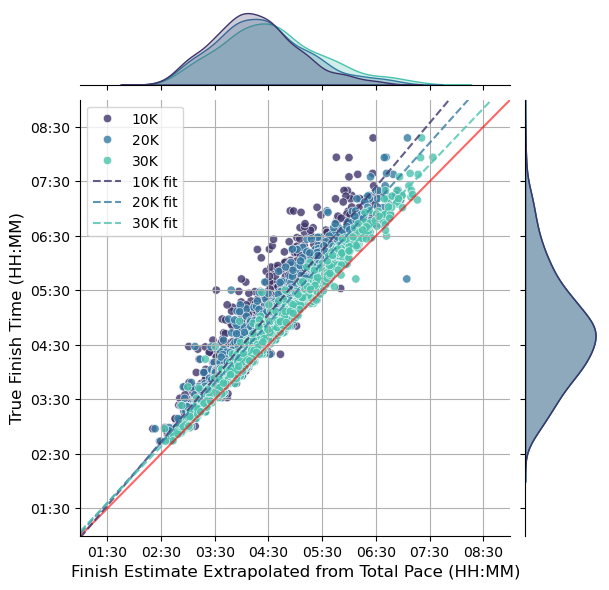 10K
20K
30K
10K fit
20K fit
30K fit
08:30
07:30
06:30
05:30
04:30
03:30
02:30
01:30
True Finish Time (HH:MM)
01:30 02:30 03:30 04:30 05:30 06:30 07:30 08:30
Finish Estimate Extrapolated from Total Pace (HH:MM)